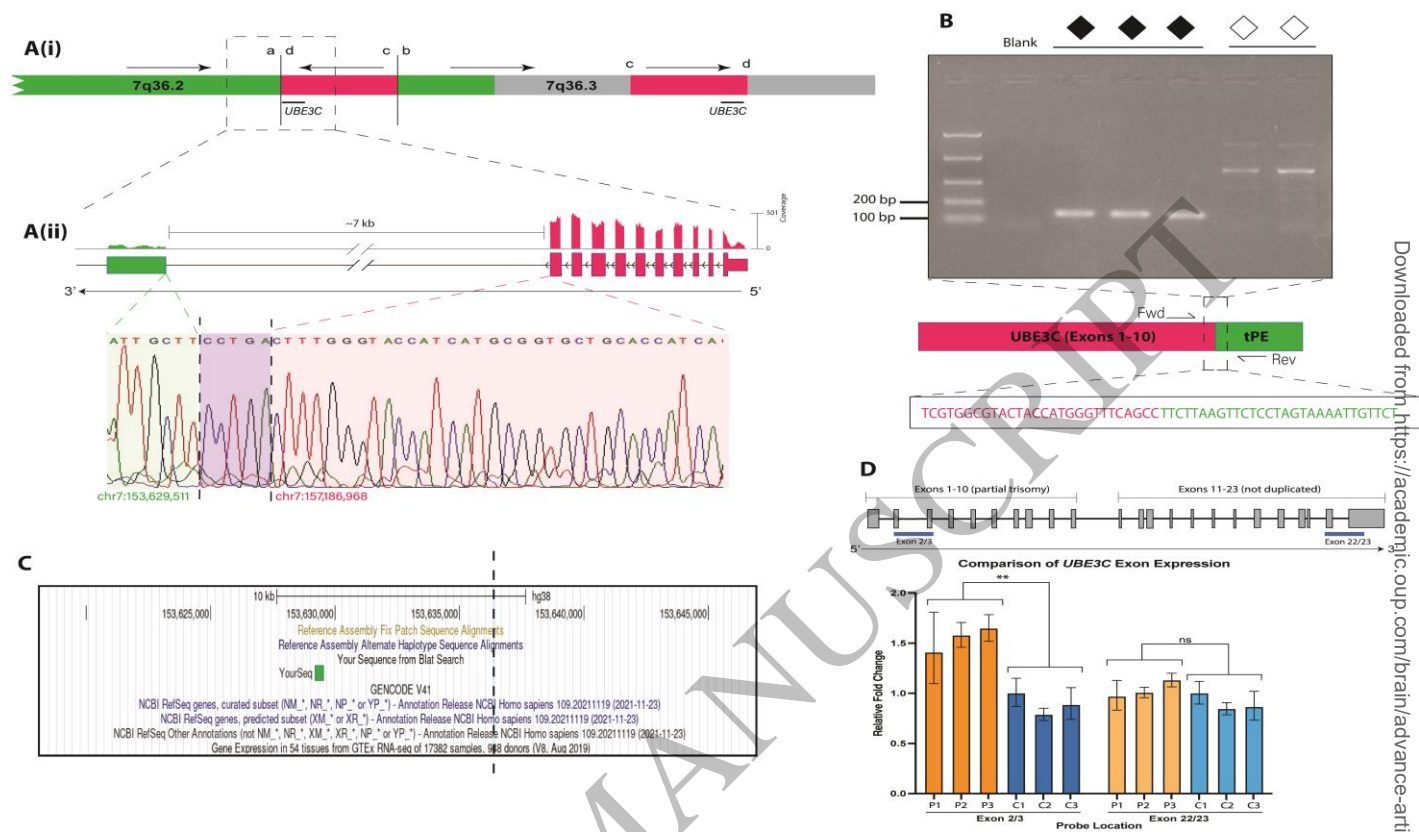 A(i)
a d c b
7q36.2
UBE3C
7q36.3
c d
UBE3C
A(ii)
~7 kb
501
Coverage
0
3'
5'
ATTGCTTCCTGACTTTGGGTACCATCATGCGGTGCTGCACCATCA
chr7:153,629,511
chr7:157,186,968
B
Blank
200 bp
100 bp
Fwd
UBE3C (Exons 1-10)
tPE
Rev
TCGTGGCGTACTACCATGGGTTTCAGCCTTCTTAAGTTCTCCTAGTAAAATTGTTCT
C
10 kb
hg38
153,625,000
153,630,000
153,635,000
153,640,000
153,645,000
Reference Assembly Fix Patch Sequence Alignments
Reference Assembly Alternate Haplotype Sequence Alignments
Your Sequence from Blat Search
YourSeq
GENCODE V41
NCBI RefSeq genes, curated subset (NM_*, NR_*, NP_* or YP_*) - Annotation Release NCBI Homo sapiens 109.20211119 (2021-11-23)
NCBI RefSeq genes, predicted subset (XM_* or XR_*) - Annotation Release NCBI Homo sapiens 109.20211119 (2021-11-23)
NCBI RefSeq Other Annotations (not NM_*, NR_*, XM_*, XR_*, NP_* or YP_*) - Annotation Release NCBI Homo sapiens 109.20211119 (2021-11-23)
Gene Expression in 54 tissues from GTEx RNA-seq of 17382 samples, 948 donors (V8, Aug 2019)
D
Exons 1-10 (partial trisomy)
Exons 11-23 (not duplicated)
Exon 2/3
Exon 22/23
5'
3'
Comparison of UBE3C Exon Expression
**
ns
Relative Fold Change
2.0
1.5
1.0
0.5
0.0
P1 P2 P3 C1 C2 C3 P1 P2 P3 C1 C2 C3
Exon 2/3
Exon 22/23
Probe Location
MANUSCRIPT
Downloaded from https://academic.oup.com/brain/advance-arti